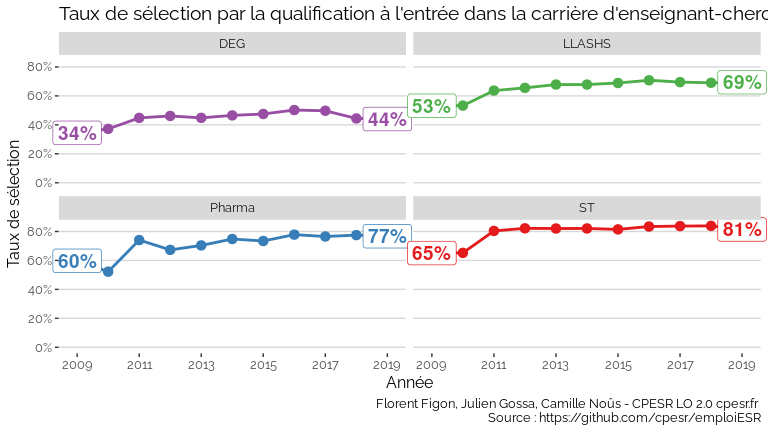 Taux de sélection par la qualification à l'entrée dans la carrière d'enseignant-cherc
DEG
LLASHS
80%
60%
40%
20%
0%
34%
44%
53%
69%
Taux de sélection
Pharma
ST
80%
60%
40%
20%
0%
60%
77%
65%
81%
2009 2011 2013 2015 2017 2019 2009 2011 2013 2015 2017 2019
Année
Florent Figon, Julien Gossa, Camille Noûs - CPESR LO 2.0 cpesr.fr
Source : https://github.com/cpesr/emploiESR